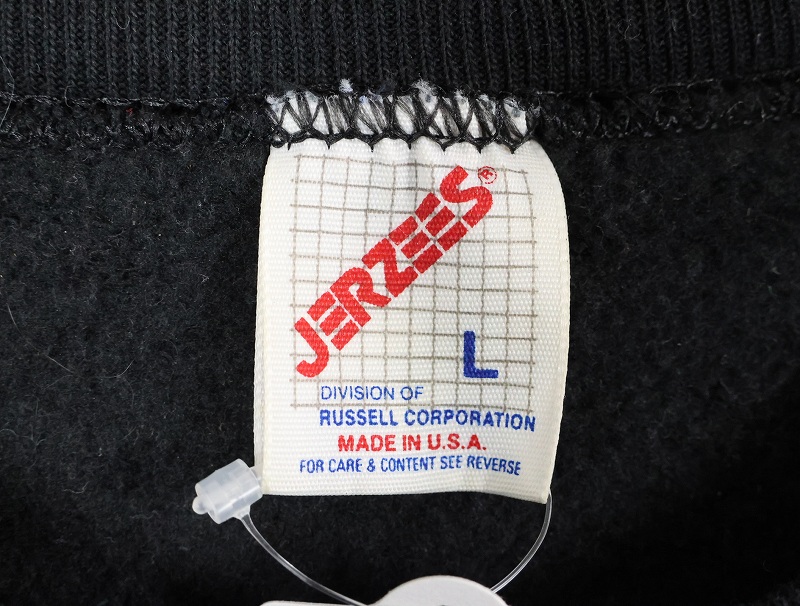 JERZEES®
L
DIVISION OF
RUSSELL CORPORATION
MADE IN U.S.A.
FOR CARE & CONTENT SEE REVERSE